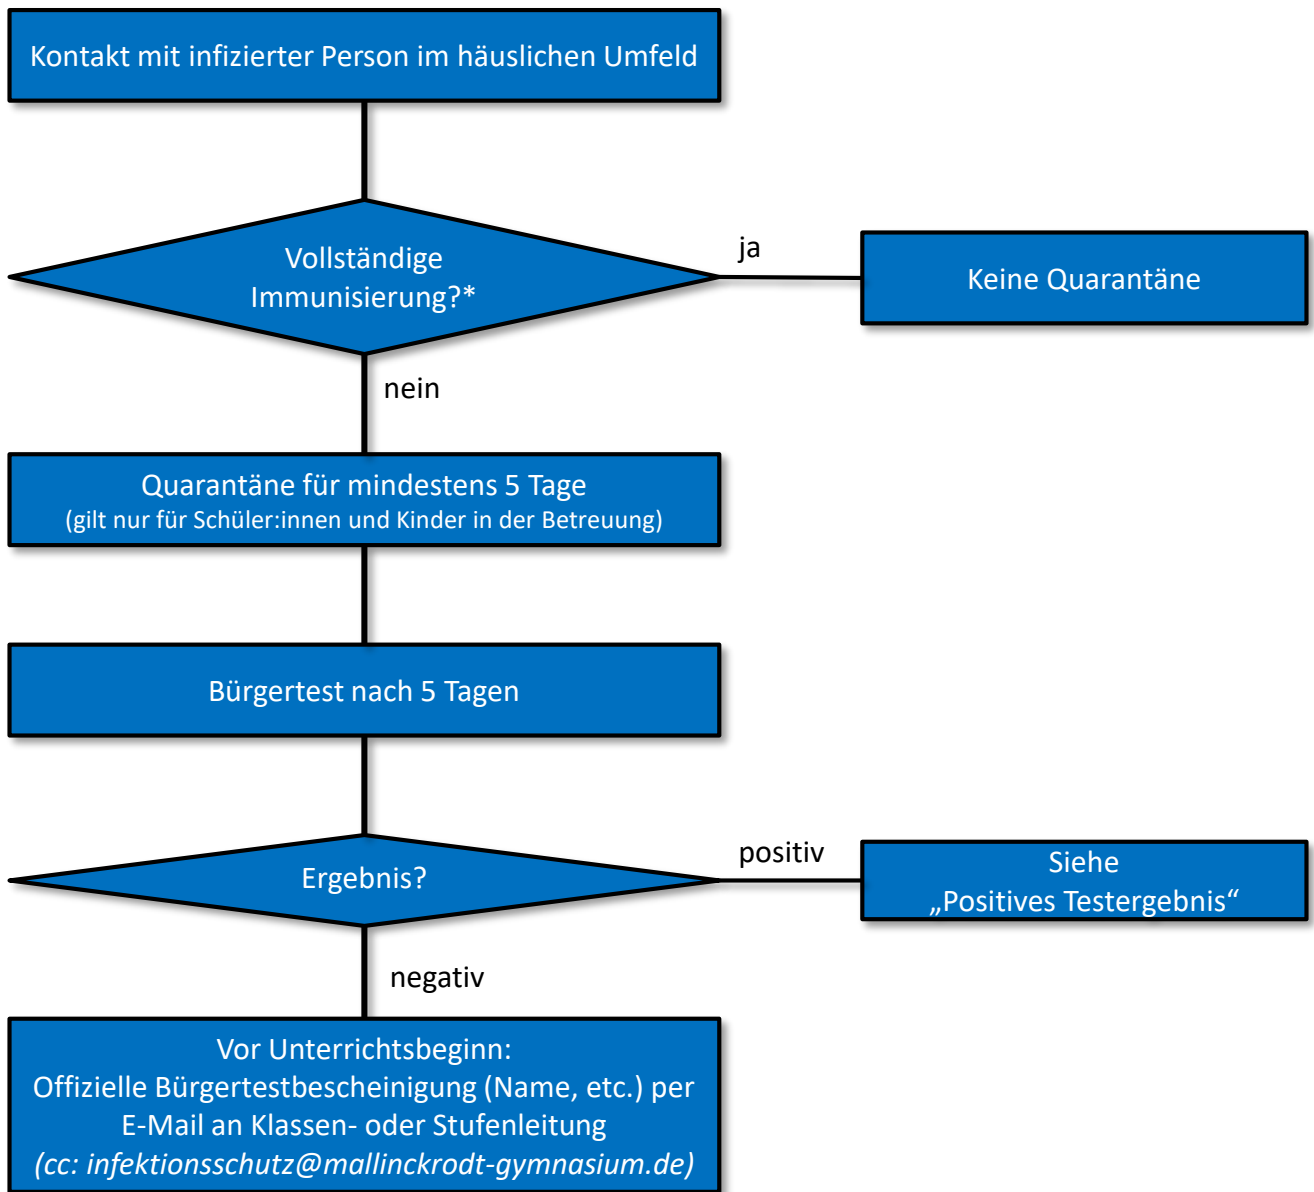 Kontakt mit infizierter Person im häuslichen Umfeld
Vollständige
Immunisierung?*
ja
Keine Quarantäne
nein
Quarantäne für mindestens 5 Tage
(gilt nur für Schüler:innen und Kinder in der Betreuung)
Bürgertest nach 5 Tagen
Ergebnis?
positiv
Siehe
„Positives Testergebnis“
negativ
Vor Unterrichtsbeginn:
Offizielle Bürgertestbescheinigung (Name, etc.) per
E-Mail an Klassen- oder Stufenleitung
(cc: infektionsschutz@mallinckrodt-gymnasium.de)